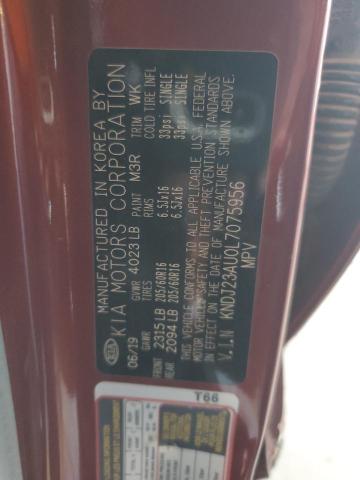 MANUFACTURED IN KOREA BY
KIA MOTORS CORPORATION
06/19 GVWR 4023 LB PAINT M3R TRIM WK
GAWR RIMS COLD TIRE INFL
2315 LB 205/60R16 6.5Jx16 33psi SINGLE
REAR 2094 LB 205/60R16 6.5Jx16 33psi SINGLE
THIS VEHICLE CONFORMS TO ALL APPLICABLE U.S.A. FEDERAL
MOTOR VEHICLE SAFETY AND THEFT PREVENTION STANDARDS
IN EFFECT ON THE DATE OF MANUFACTURE SHOWN ABOVE.
V.I.N KNDJ23AU0L7075956
MPV
T66